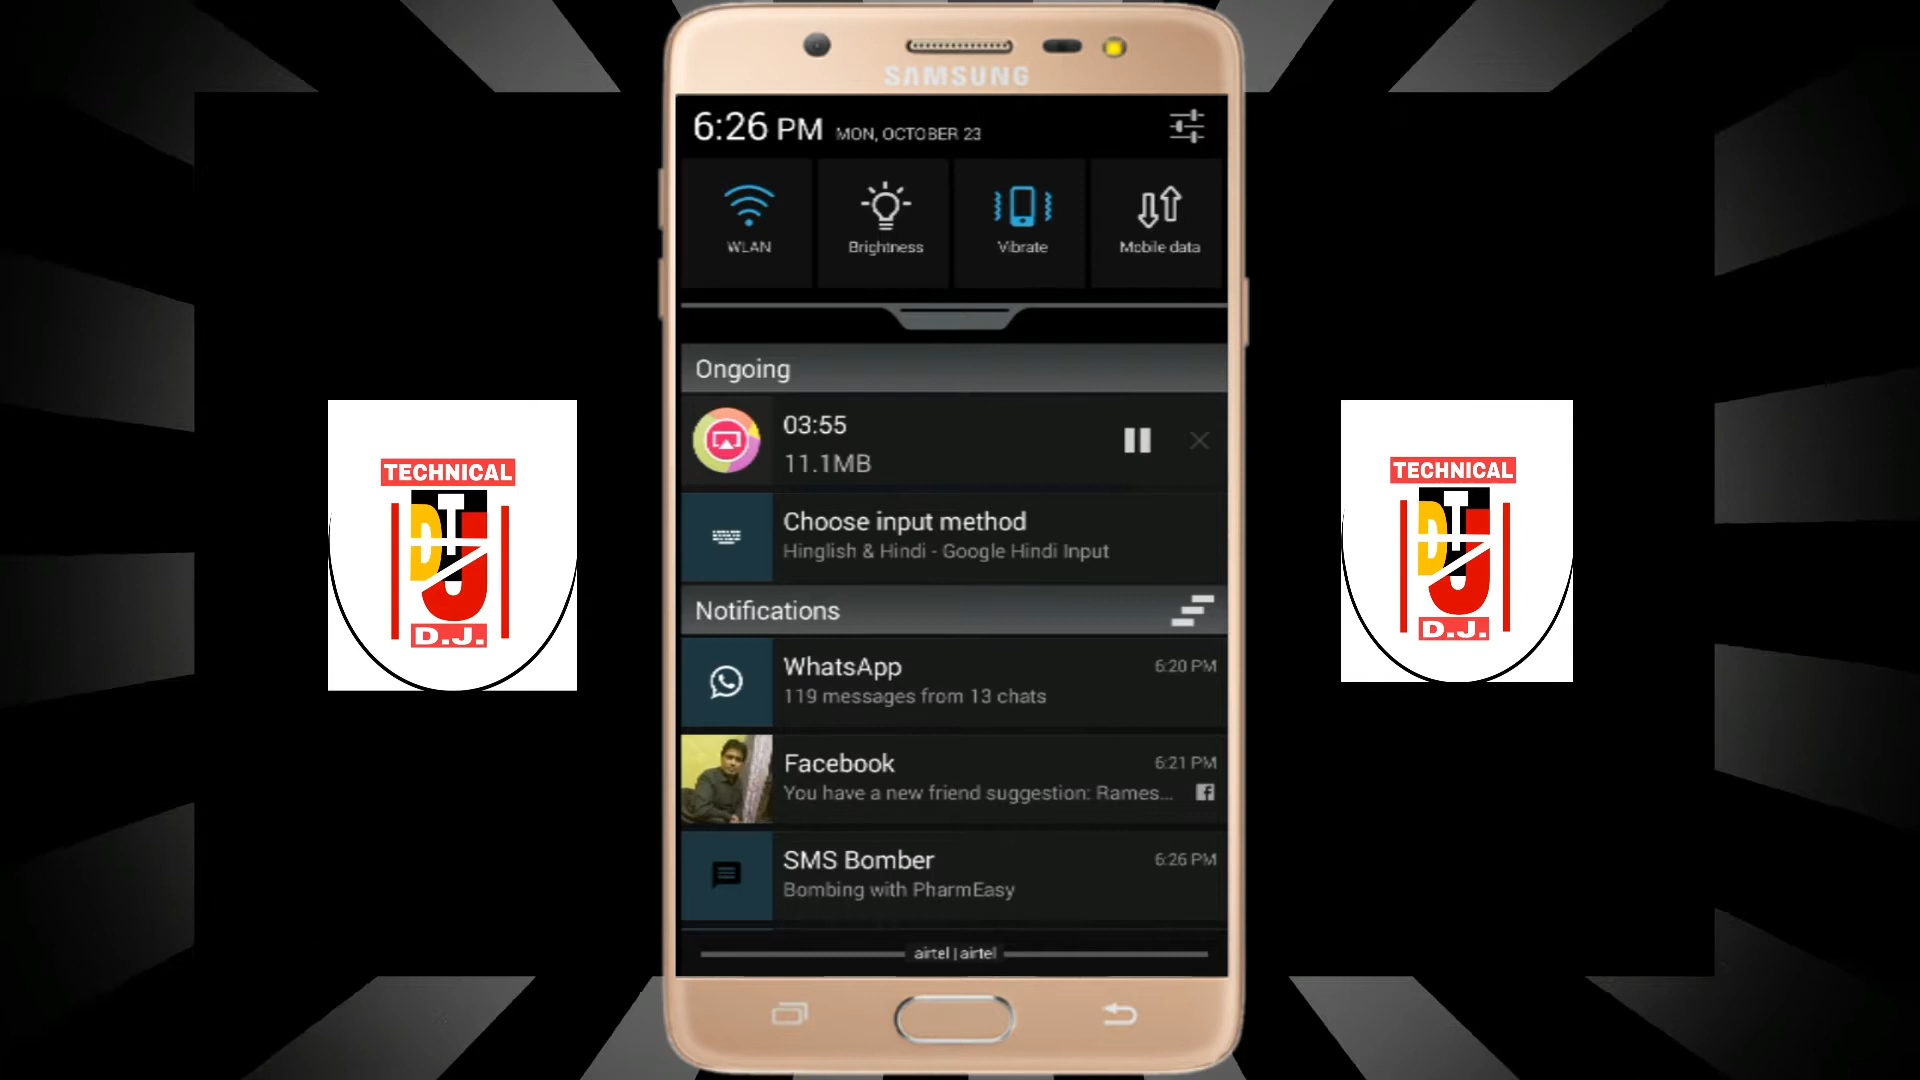 SAMSUNG
6:26 PM MON, OCTOBER 23
WLAN
Brightness
Vibrate
Mobile data
Ongoing
03:55
11.1MB
Choose input method
Hinglish & Hindi - Google Hindi Input
Notifications
WhatsApp 6:20 PM
119 messages from 13 chats
Facebook 6:21 PM
You have a new friend suggestion: Rames...
SMS Bomber 6:26 PM
Bombing with PharmEasy
airtel | airtel
TECHNICAL
DTJ
D.J.
TECHNICAL
DTJ
D.J.